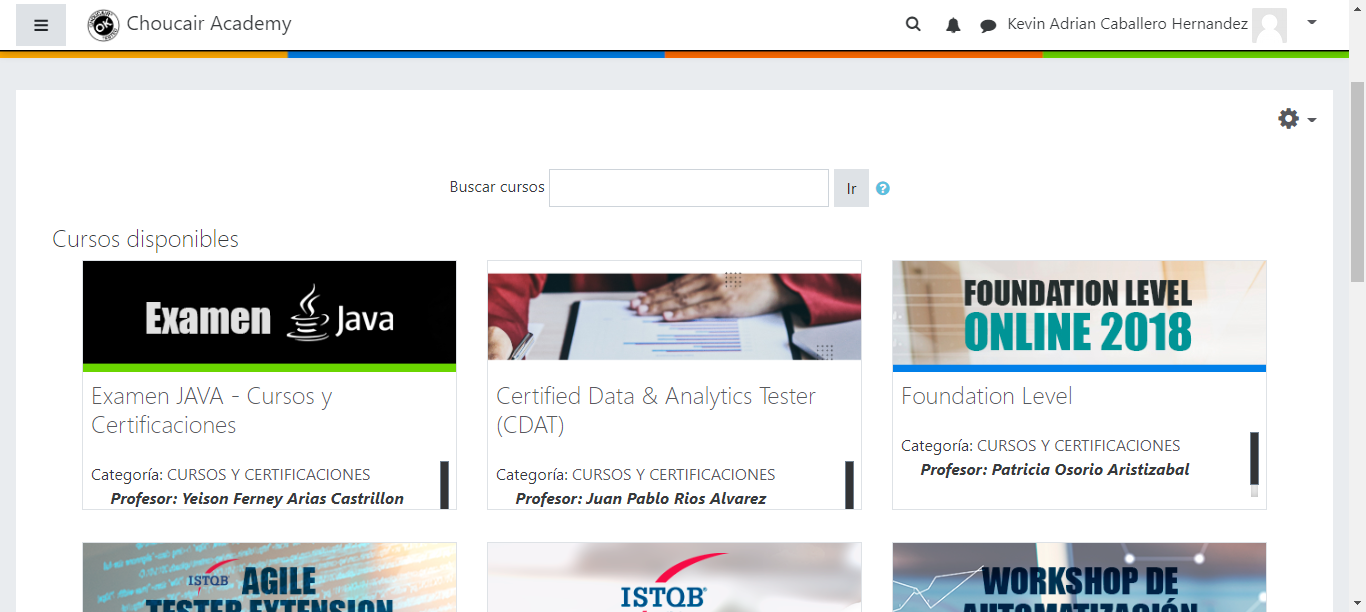 Choucair Academy
Kevin Adrian Caballero Hernandez
Buscar cursos
Ir
Cursos disponibles
Examen Java
FOUNDATION LEVEL
ONLINE 2018
Examen JAVA - Cursos y
Certificaciones
Certified Data & Analytics Tester
(CDAT)
Foundation Level
Categoría: CURSOS Y CERTIFICACIONES
Profesor: Yeison Ferney Arias Castrillon
Categoría: CURSOS Y CERTIFICACIONES
Profesor: Juan Pablo Rios Alvarez
Categoría: CURSOS Y CERTIFICACIONES
Profesor: Patricia Osorio Aristizabal
ISTQB AGILE
TESTER EXTENSION
ISTQB
WORKSHOP DE
AUTOMATIZACIÓN